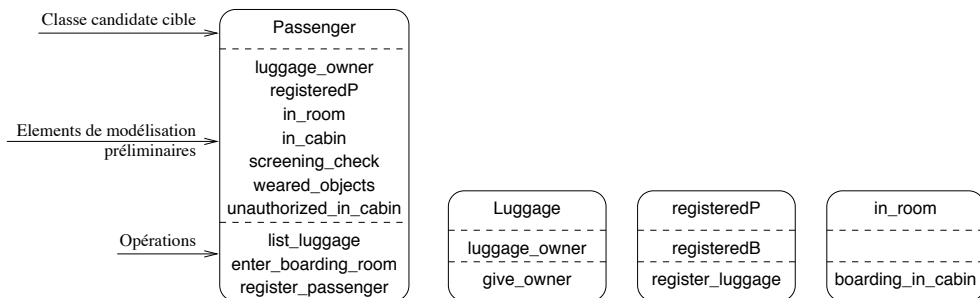 Classe candidate cible
Passenger
luggage_owner
registeredP
in_room
in_cabin
Elements de modélisation
préliminaires
screening_check
weared_objects
unauthorized_in_cabin
Opérations
list_luggage
enter_boarding_room
register_passenger
Luggage
luggage_owner
give_owner
registeredP
registeredB
register_luggage
in_room
boarding_in_cabin